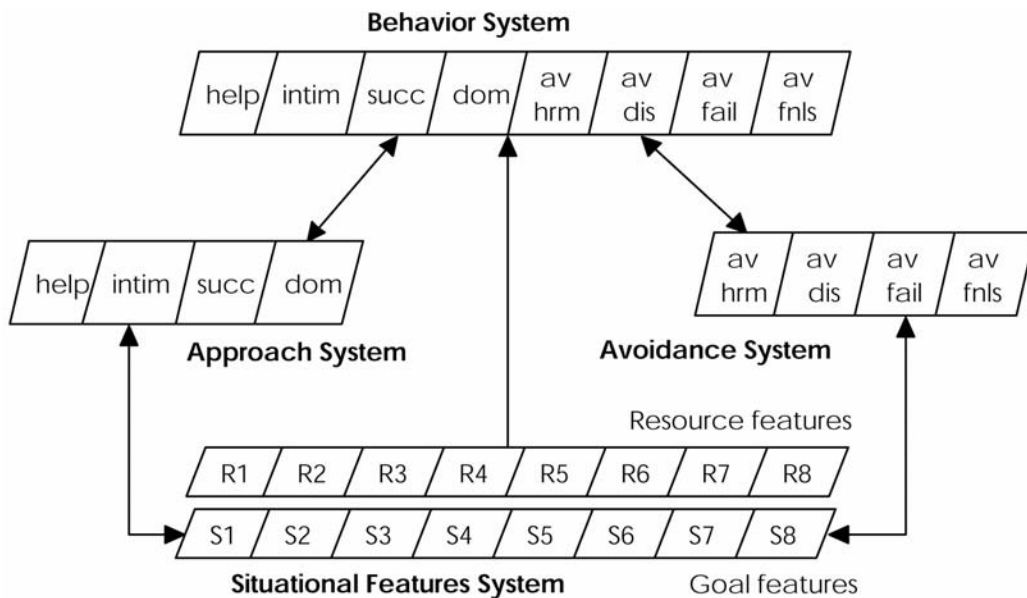 Behavior System
help intim succ dom av hrm av dis av fail av fnls
help intim succ dom
av hrm av dis av fail av fnls
Approach System
Avoidance System
Resource features
R1 R2 R3 R4 R5 R6 R7 R8
S1 S2 S3 S4 S5 S6 S7 S8
Situational Features System
Goal features